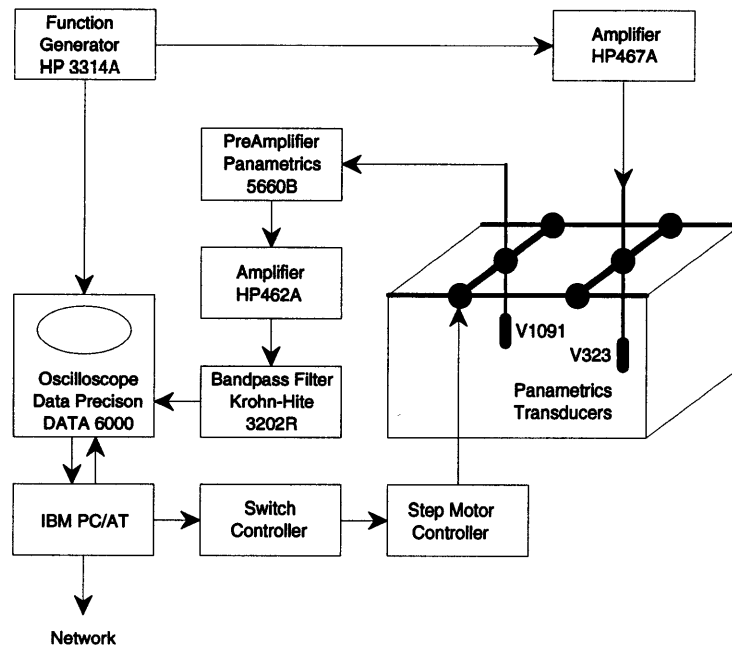 Function
Generator
HP 3314A
Amplifier
HP467A
PreAmplifier
Panametrics
5660B
Amplifier
HP462A
V1091
V323
Oscilloscope
Data Precison
DATA 6000
Bandpass Filter
Krohn-Hite
3202R
Panametrics
Transducers
IBM PC/AT
Switch
Controller
Step Motor
Controller
Network